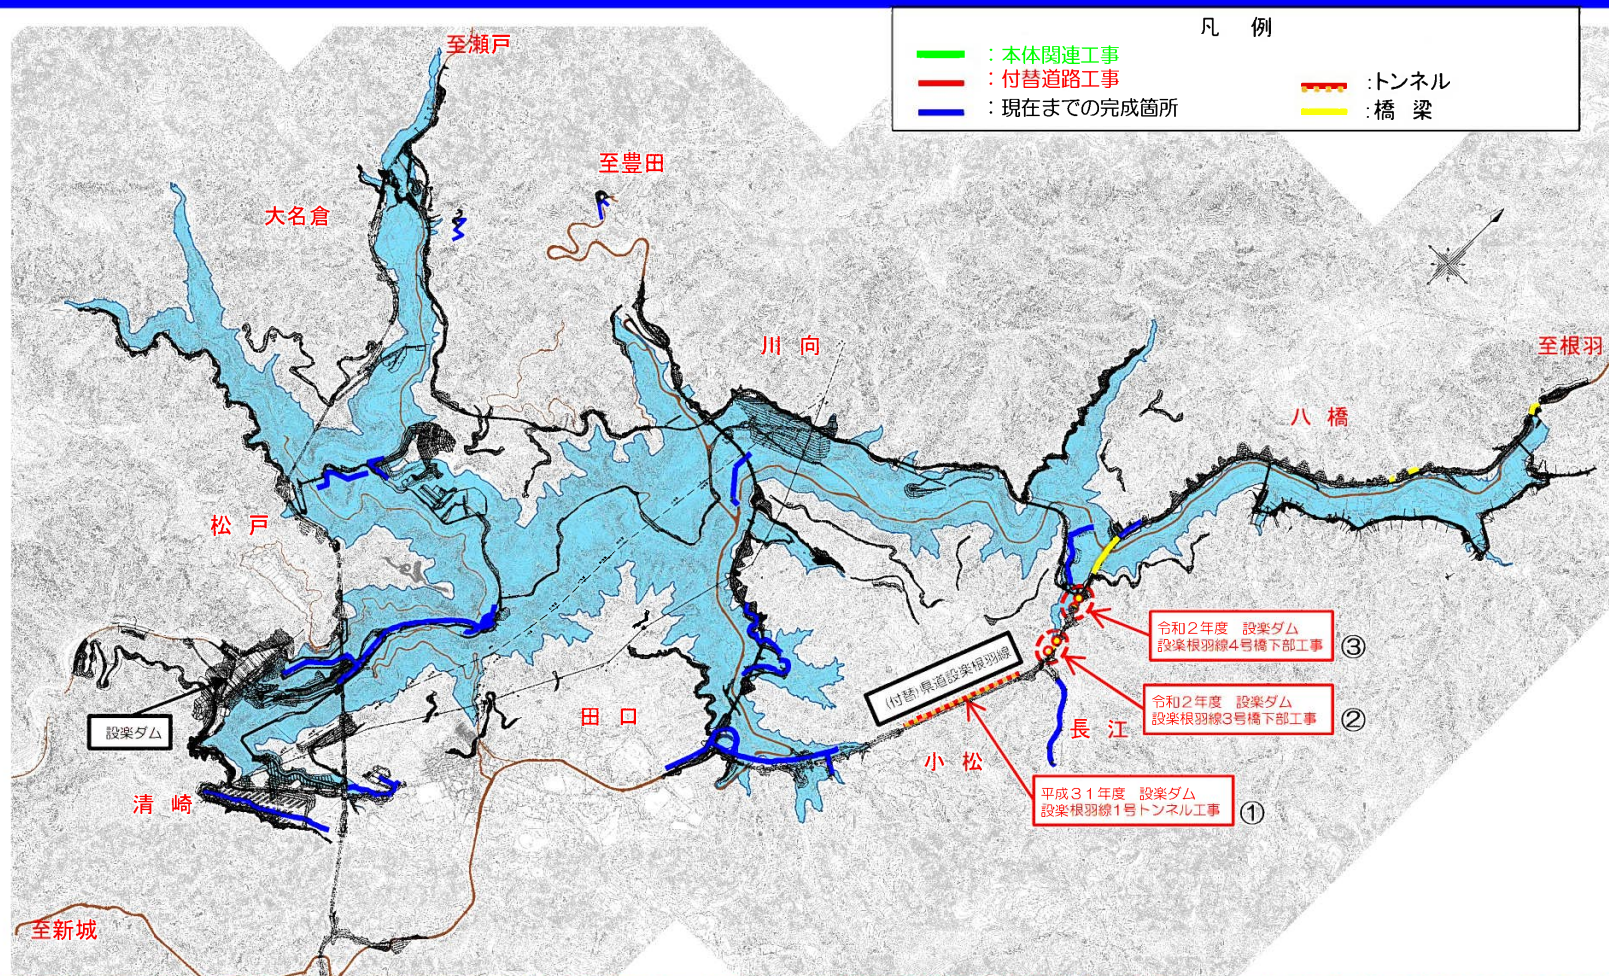 凡 例
：本体関連工事
：付替道路工事
：現在までの完成箇所
：トンネル
：橋 梁
至瀬戸
至豊田
大名倉
川 向
至根羽
八 橋
松 戸
令和２年度 設楽ダム
設楽根羽線４号橋下部工事
③
(付替)県道設楽根羽線
令和２年度 設楽ダム
設楽根羽線３号橋下部工事
②
設楽ダム
田 口
長 江
小 松
平成３１年度 設楽ダム
設楽根羽線１号トンネル工事
①
清 崎
至新城